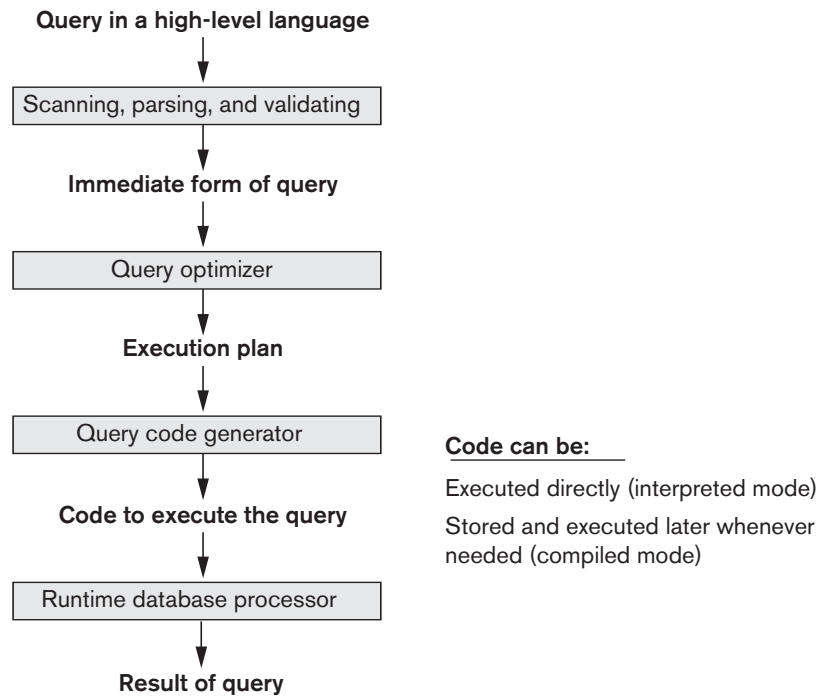 Query in a high-level language
Scanning, parsing, and validating
Immediate form of query
Query optimizer
Execution plan
Query code generator
Code to execute the query
Runtime database processor
Result of query
Code can be:
Executed directly (interpreted mode)
Stored and executed later whenever
needed (compiled mode)